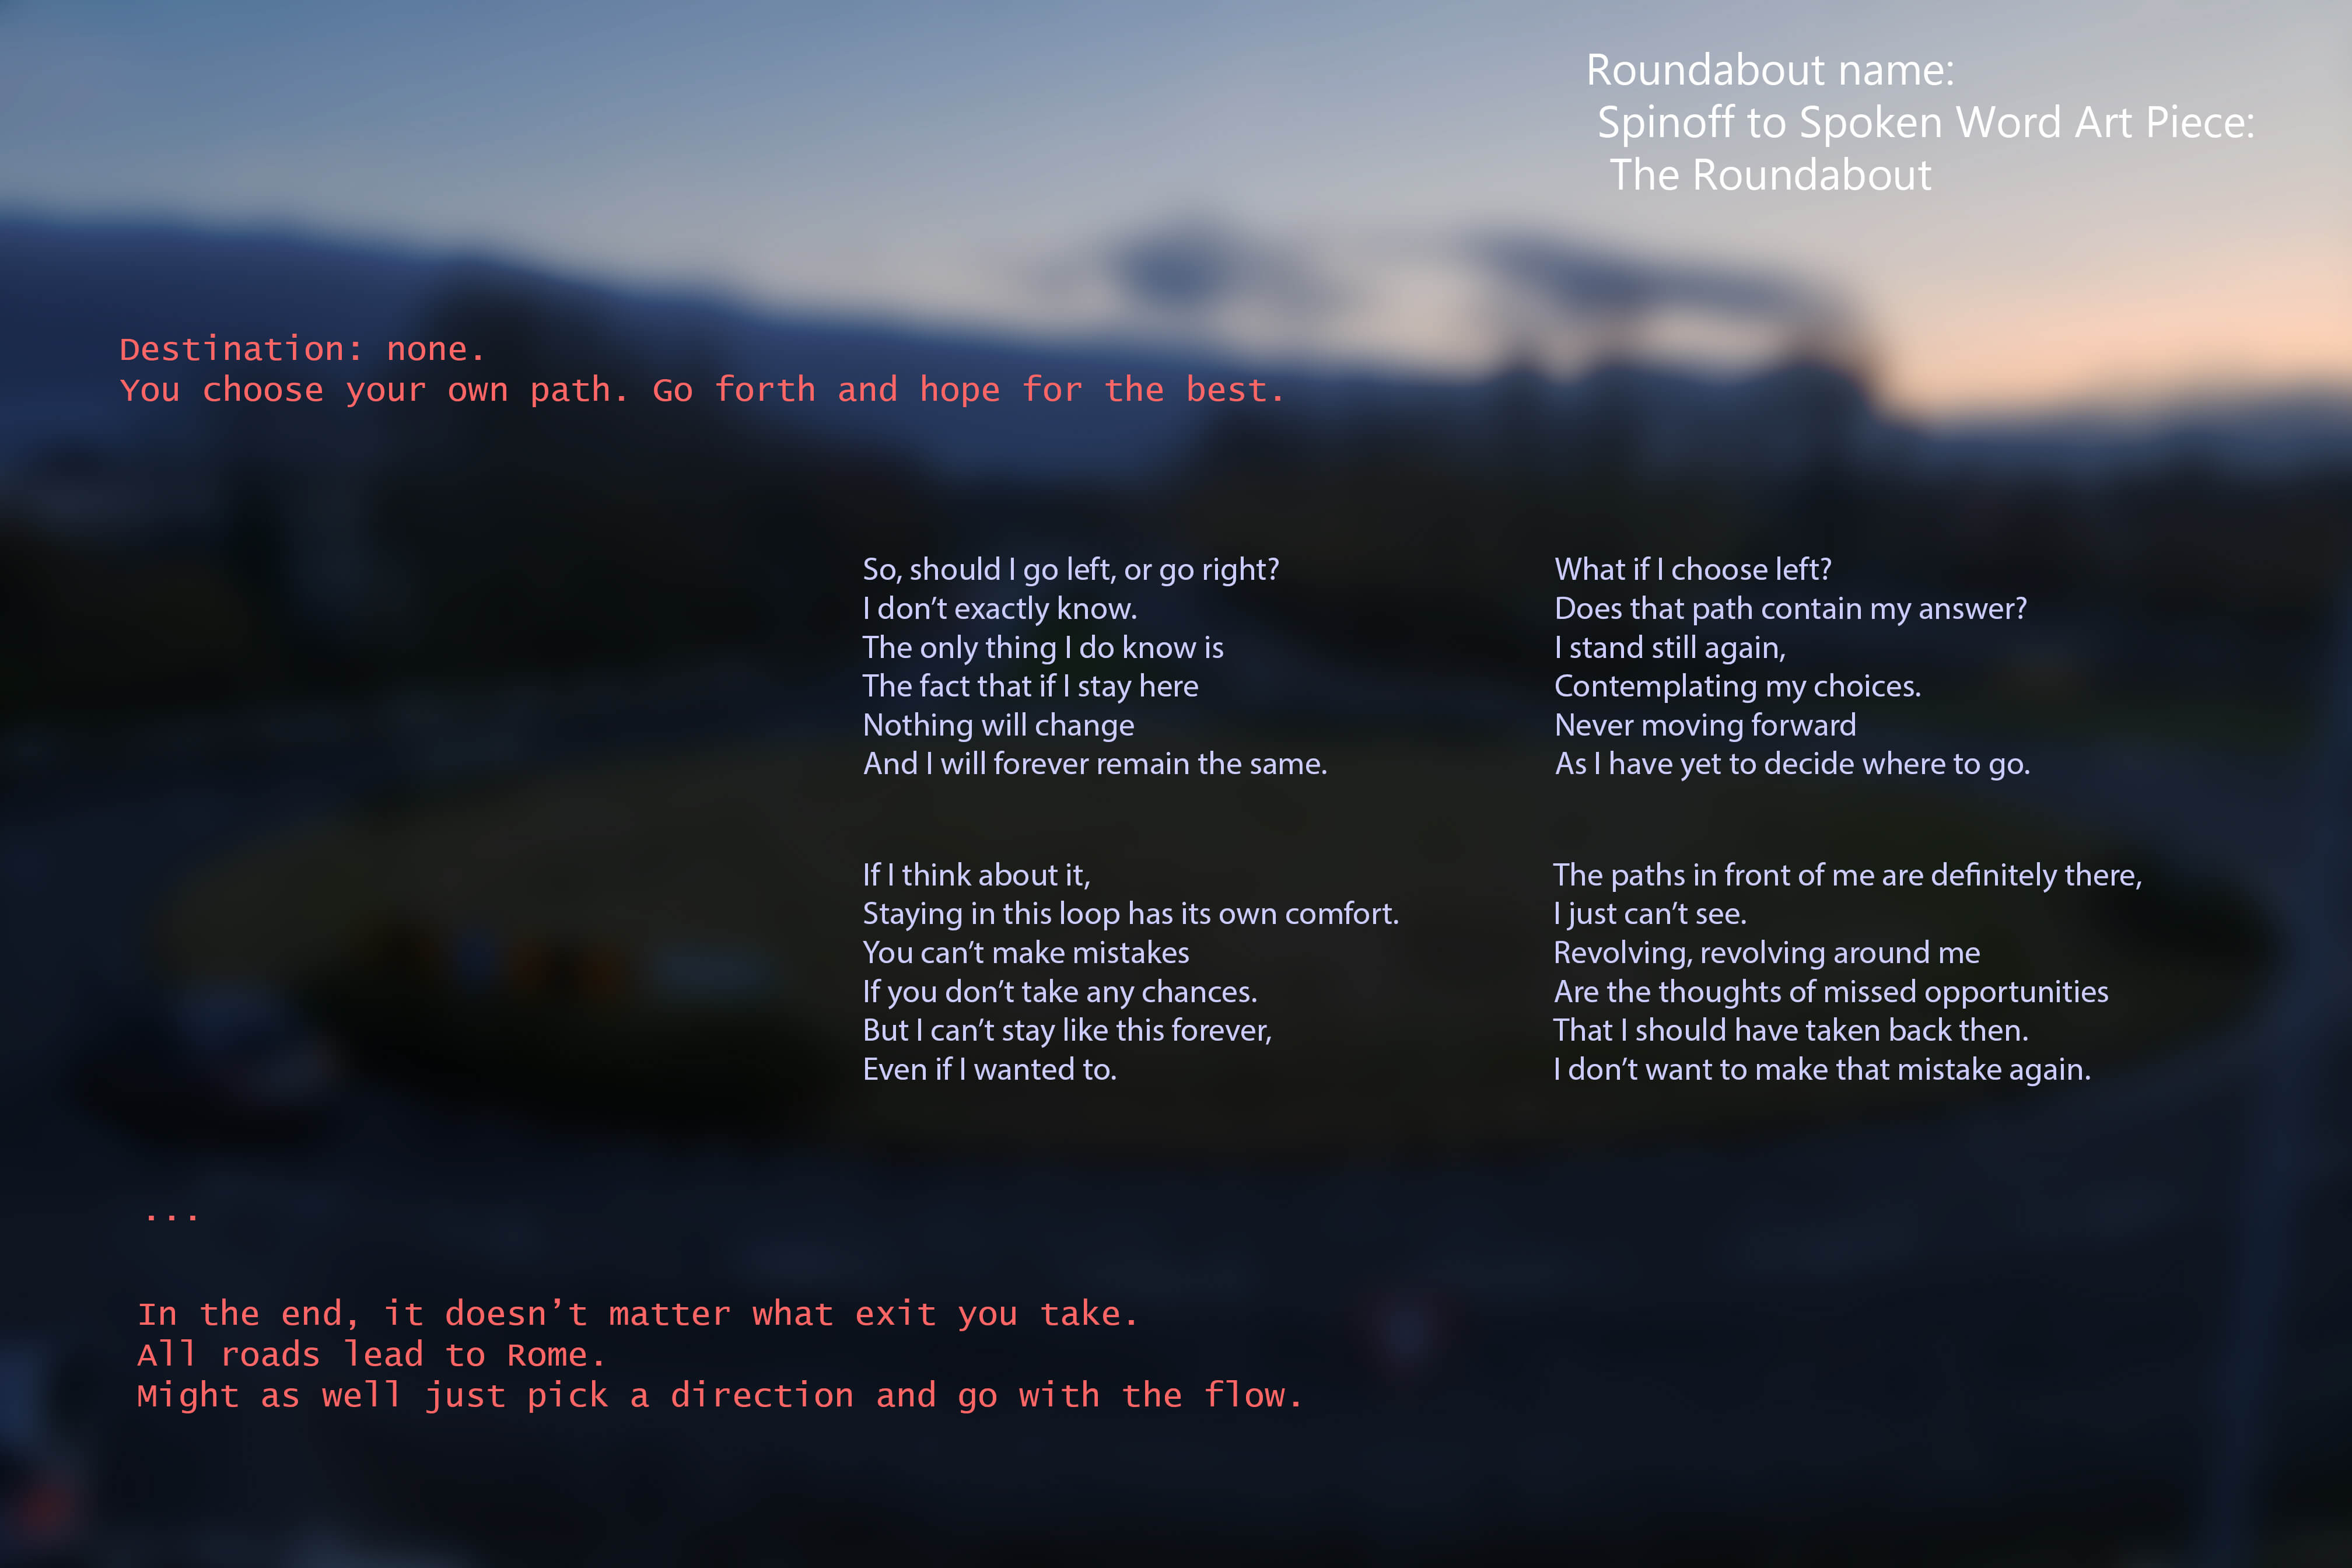 Roundabout name:
Spinoff to Spoken Word Art Piece:
The Roundabout
Destination: none.
You choose your own path. Go forth and hope for the best.
So, should I go left, or go right?
I don’t exactly know.
The only thing I do know is
The fact that if I stay here
Nothing will change
And I will forever remain the same.
If I think about it,
Staying in this loop has its own comfort.
You can’t make mistakes
If you don’t take any chances.
But I can’t stay like this forever,
Even if I wanted to.
What if I choose left?
Does that path contain my answer?
I stand still again,
Contemplating my choices.
Never moving forward
As I have yet to decide where to go.
The paths in front of me are definitely there,
I just can’t see.
Revolving, revolving around me
Are the thoughts of missed opportunities
That I should have taken back then.
I don’t want to make that mistake again.
...
In the end, it doesn’t matter what exit you take.
All roads lead to Rome.
Might as well just pick a direction and go with the flow.